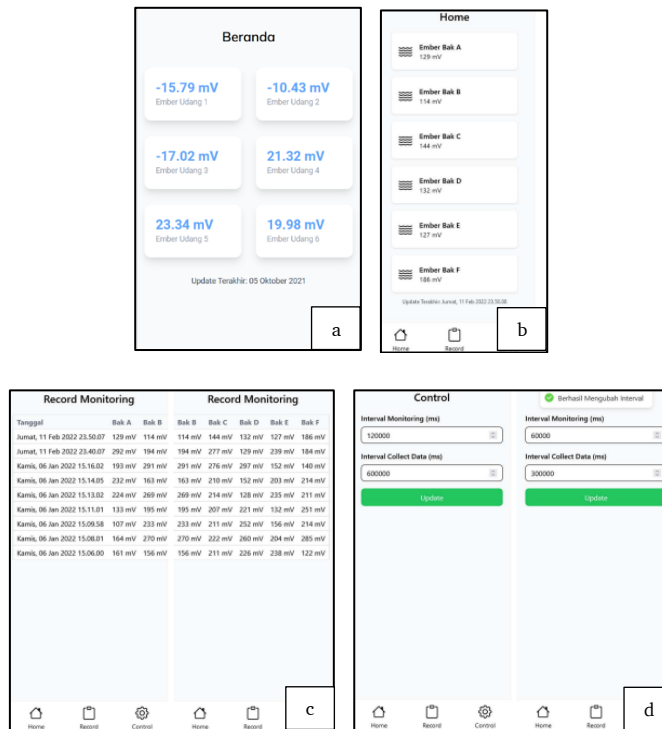 Beranda
-15.79 mV
Ember Udang 1
-10.43 mV
Ember Udang 2
-17.02 mV
Ember Udang 3
21.32 mV
Ember Udang 4
23.34 mV
Ember Udang 5
19.98 mV
Ember Udang 6
Update Terakhir: 05 Oktober 2021
a
Home
Ember Bak A
129 mV
Ember Bak B
114 mV
Ember Bak C
144 mV
Ember Bak D
132 mV
Ember Bak E
127 mV
Ember Bak F
186 mV
Update Terakhir: Jumat, 11 Feb 2022 23.50.08
Home Record
b
Record Monitoring
Tanggal Bak A Bak B
Jumat, 11 Feb 2022 23.50.07 129 mV 114 mV
Jumat, 11 Feb 2022 23.40.07 292 mV 194 mV
Kamis, 06 Jan 2022 15.16.02 193 mV 291 mV
Kamis, 06 Jan 2022 15.14.05 232 mV 163 mV
Kamis, 06 Jan 2022 15.13.02 224 mV 269 mV
Kamis, 06 Jan 2022 15.11.01 133 mV 195 mV
Kamis, 06 Jan 2022 15.09.58 107 mV 233 mV
Kamis, 06 Jan 2022 15.08.01 164 mV 270 mV
Kamis, 06 Jan 2022 15.06.00 161 mV 156 mV
Home Record Control
Record Monitoring
Bak B Bak C Bak D Bak E Bak F
114 mV 144 mV 132 mV 127 mV 186 mV
194 mV 277 mV 129 mV 239 mV 184 mV
291 mV 276 mV 297 mV 152 mV 140 mV
163 mV 210 mV 152 mV 203 mV 214 mV
269 mV 214 mV 128 mV 235 mV 211 mV
195 mV 207 mV 221 mV 132 mV 251 mV
233 mV 211 mV 252 mV 156 mV 214 mV
270 mV 222 mV 260 mV 204 mV 285 mV
156 mV 211 mV 226 mV 238 mV 122 mV
Home Record
c
Control
Interval Monitoring (ms)
120000
Interval Collect Data (ms)
600000
Update
Home Record Control
Berhasil Mengubah Interval
Interval Monitoring (ms)
60000
Interval Collect Data (ms)
300000
Update
Home Record
d